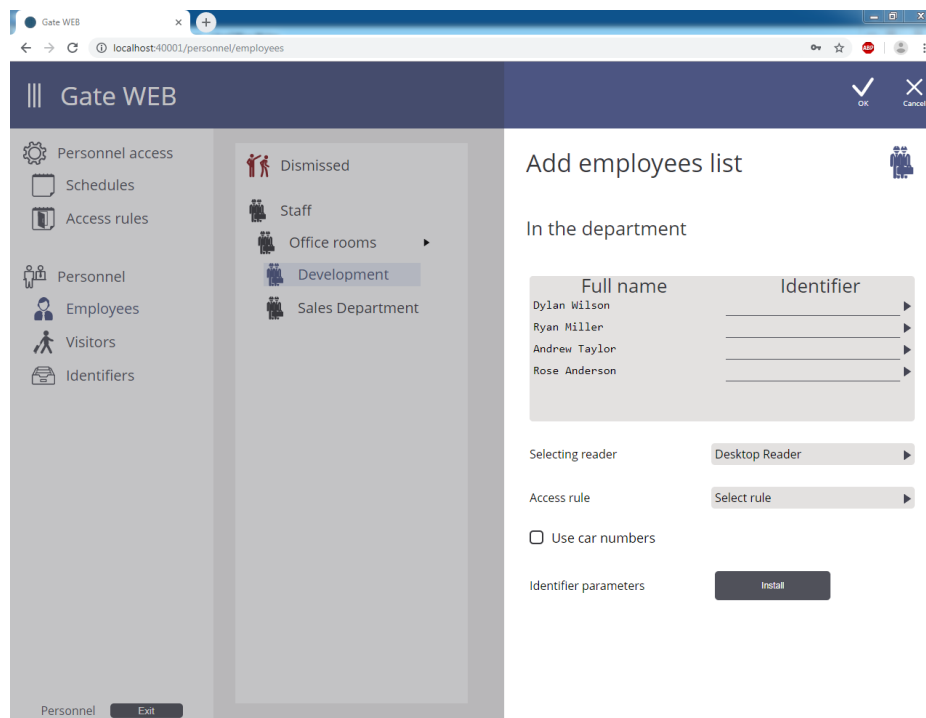 Gate WEB
localhost:40001/personnel/employees
ABP
Gate WEB
OK
Cancel
Personnel access
Schedules
Access rules
Personnel
Employees
Visitors
Identifiers
Personnel
Exit
Dismissed
Staff
Office rooms
Development
Sales Department
Add employees list
In the department
Full name Identifier
Dylan Wilson
Ryan Miller
Andrew Taylor
Rose Anderson
Selecting reader Desktop Reader
Access rule Select rule
Use car numbers
Identifier parameters Install